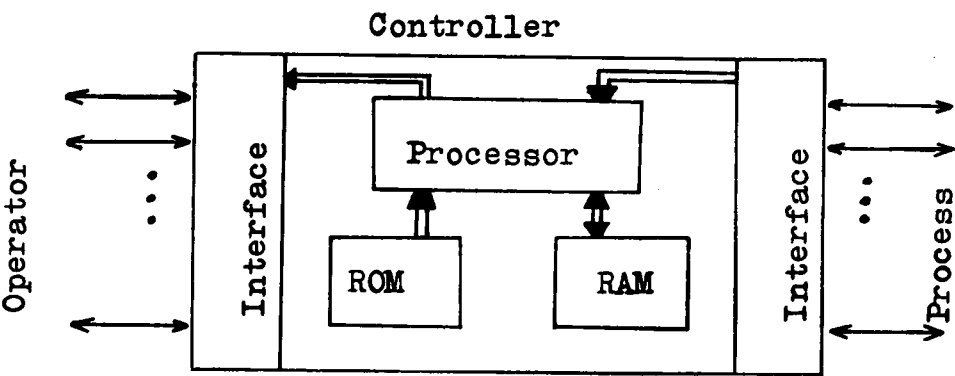 Controller
Operator
Interface
Processor
ROM
RAM
Interface
Process